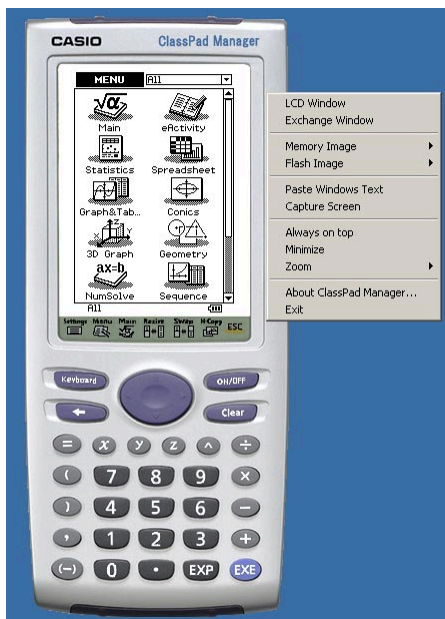 CASIO ClassPad Manager
MENU All
√α
Main eActivity
Statistics Spreadsheet
Graph&Tab... Conics
3D Graph Geometry
ax=b
NumSolve Sequence
All
Settings Menu Main Resize Swap H-Copy ESC
Keyboard ON/OFF
Clear
= x y z ^ ÷
( 7 8 9 ×
) 4 5 6 −
, 1 2 3 +
(−) 0 • EXP EXE
LCD Window
Exchange Window
Memory Image
Flash Image
Paste Windows Text
Capture Screen
Always on top
Minimize
Zoom
About ClassPad Manager...
Exit